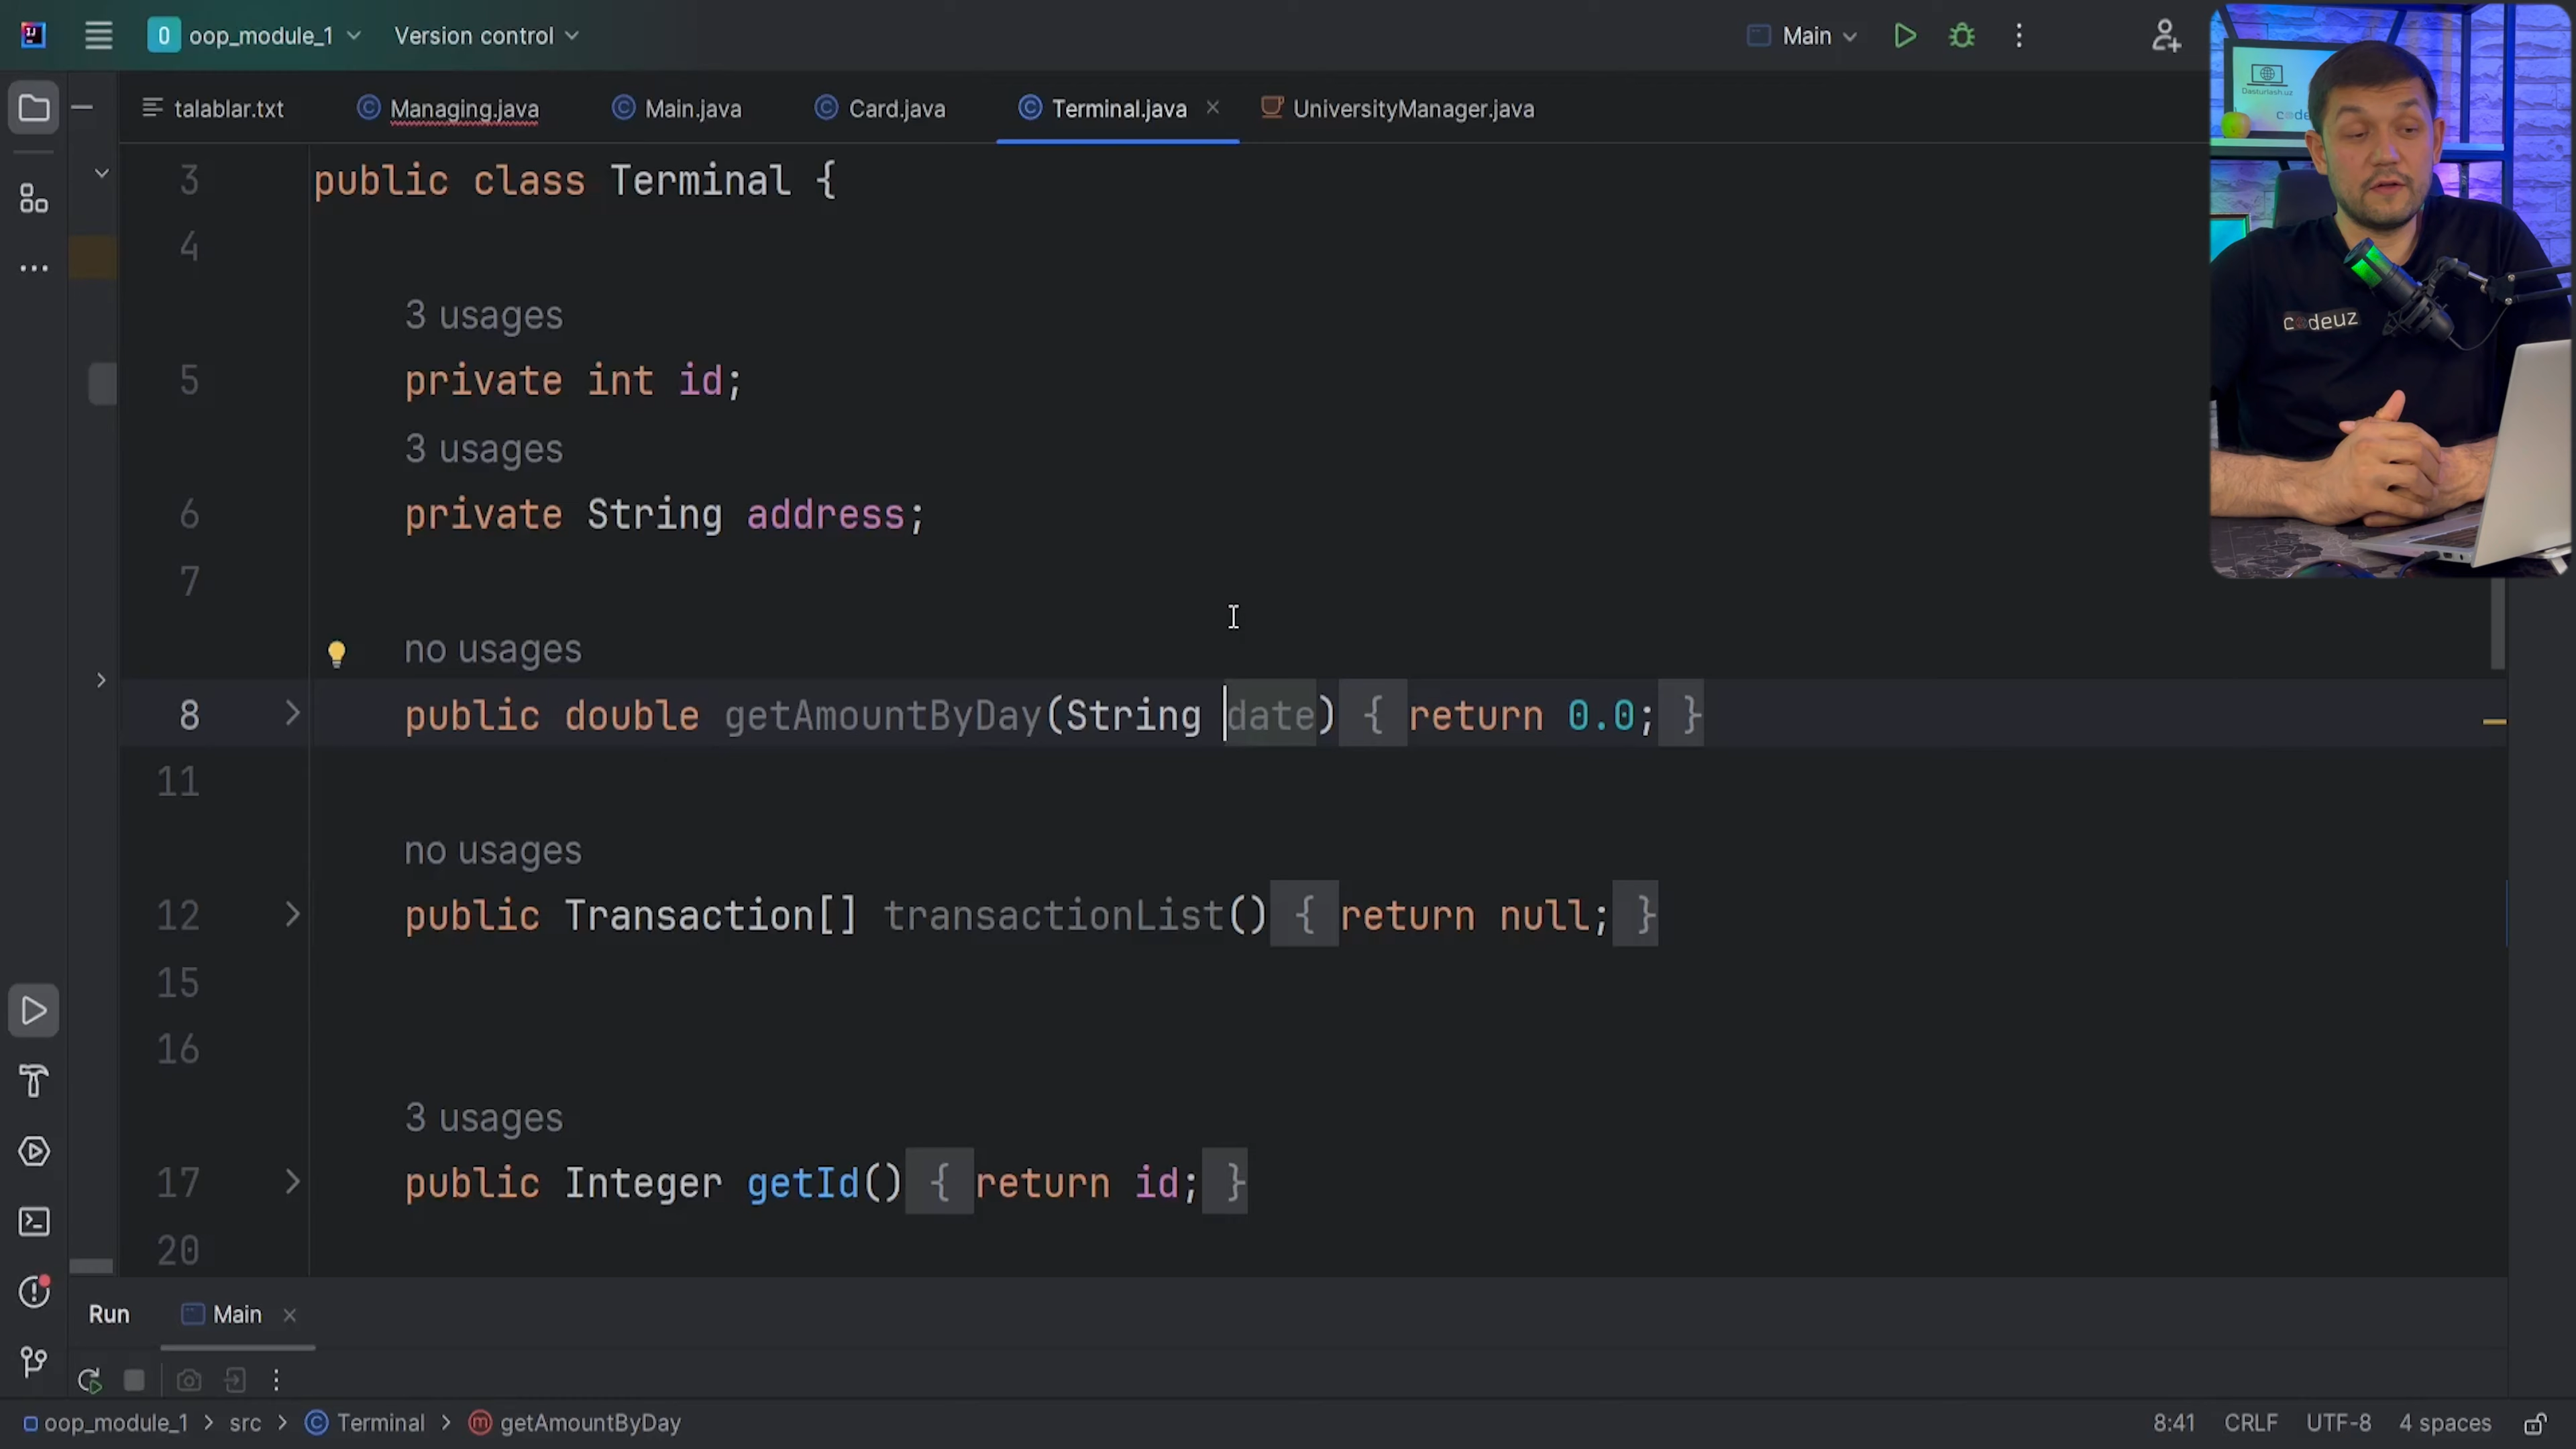 oop_module_1
Version control
Main
talablar.txt
Managing.java
Main.java
Card.java
Terminal.java
UniversityManager.java
3 public class Terminal {
4
3 usages
5 private int id;
3 usages
6 private String address;
7
no usages
8 public double getAmountByDay(String date) { return 0.0; }
11
no usages
12 public Transaction[] transactionList() { return null; }
15
16
3 usages
17 public Integer getId() { return id; }
20
Run
Main
oop_module_1 > src > Terminal > getAmountByDay
8:41 CRLF UTF-8 4 spaces
Dasturlash.uz
codeuz